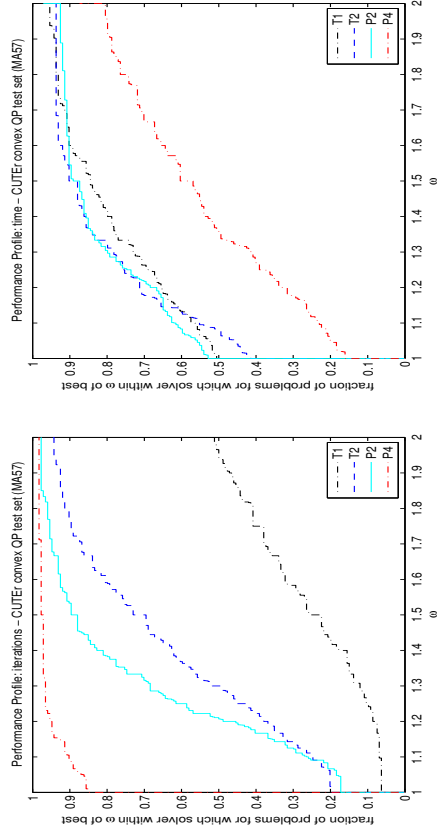 Performance Profile: iterations − CUTEr convex QP test set (MA57)
1
0.9
0.8
0.7
0.6
0.5
0.4
0.3
0.2
0.1
0
fraction of problems for which solver within ω of best
T1
T2
P2
P4
1 1.1 1.2 1.3 1.4 1.5 1.6 1.7 1.8 1.9 2
ω
Performance Profile: time − CUTEr convex QP test set (MA57)
1
0.9
0.8
0.7
0.6
0.5
0.4
0.3
0.2
0.1
0
fraction of problems for which solver within ω of best
T1
T2
P2
P4
1 1.1 1.2 1.3 1.4 1.5 1.6 1.7 1.8 1.9 2
ω